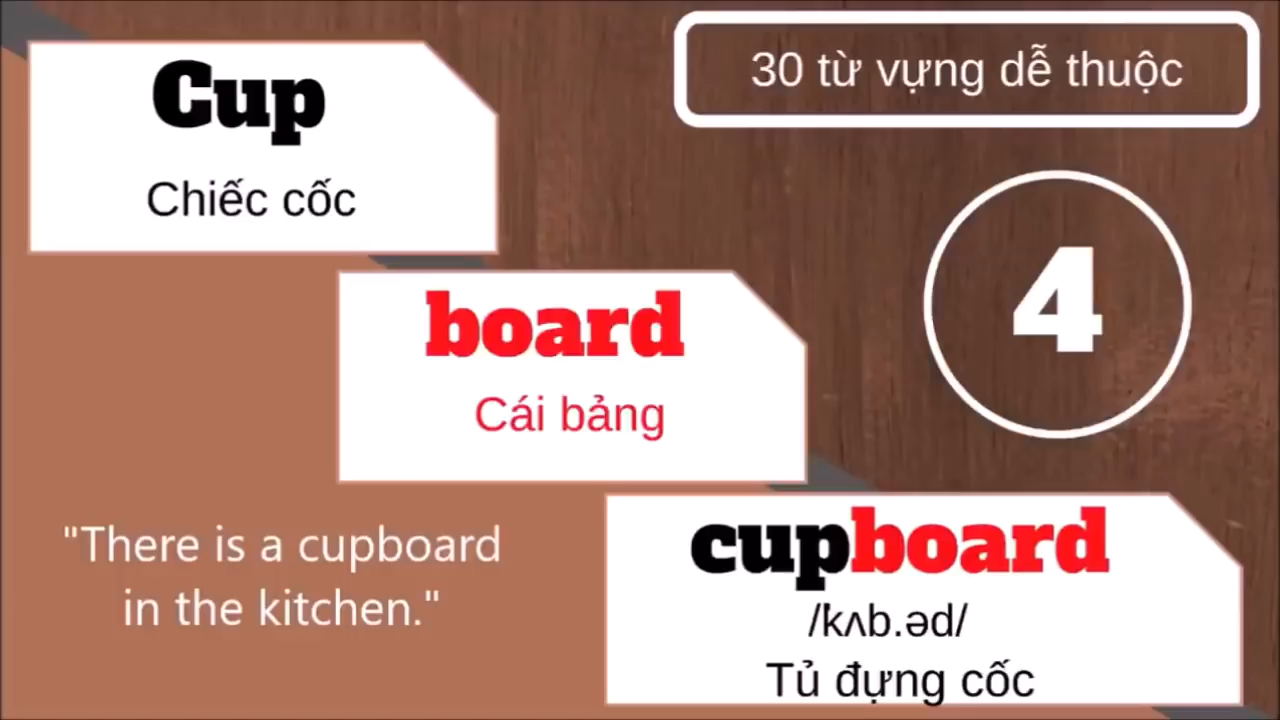 Cup
Chiếc cốc
30 từ vựng dễ thuộc
4
board
Cái bảng
"There is a cupboard
in the kitchen."
cupboard
/kʌb.əd/
Tủ đựng cốc